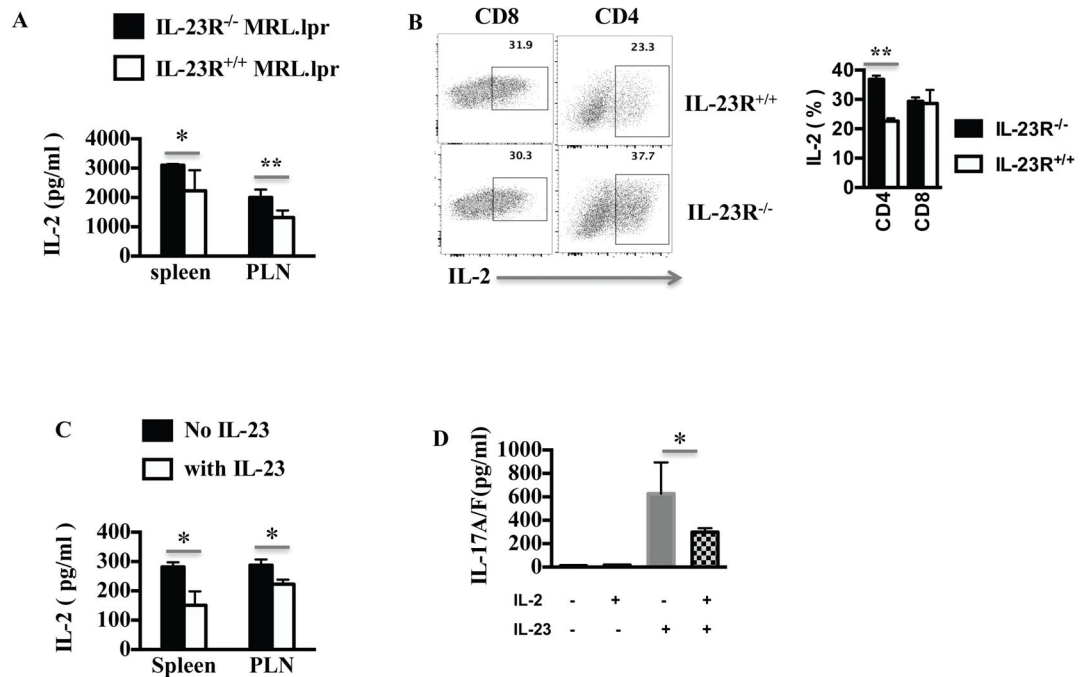 A
IL-23R-/- MRL.lpr
IL-23R+/+ MRL.lpr
IL-2 (pg/ml )
4000
3000
2000
1000
0
*
**
spleen
PLN
B
CD8
CD4
31.9
23.3
IL-23R+/+
30.3
37.7
IL-23R-/-
IL-2
IL-2 ( % )
40
30
20
10
0
**
CD4
CD8
IL-23R-/-
IL-23R+/+
C
No IL-23
with IL-23
IL-2 ( pg/ml )
400
300
200
100
0
*
*
Spleen
PLN
D
IL-17A/F(pg/ml)
1000
800
600
400
200
0
*
IL-2 - + - +
IL-23 - - + +